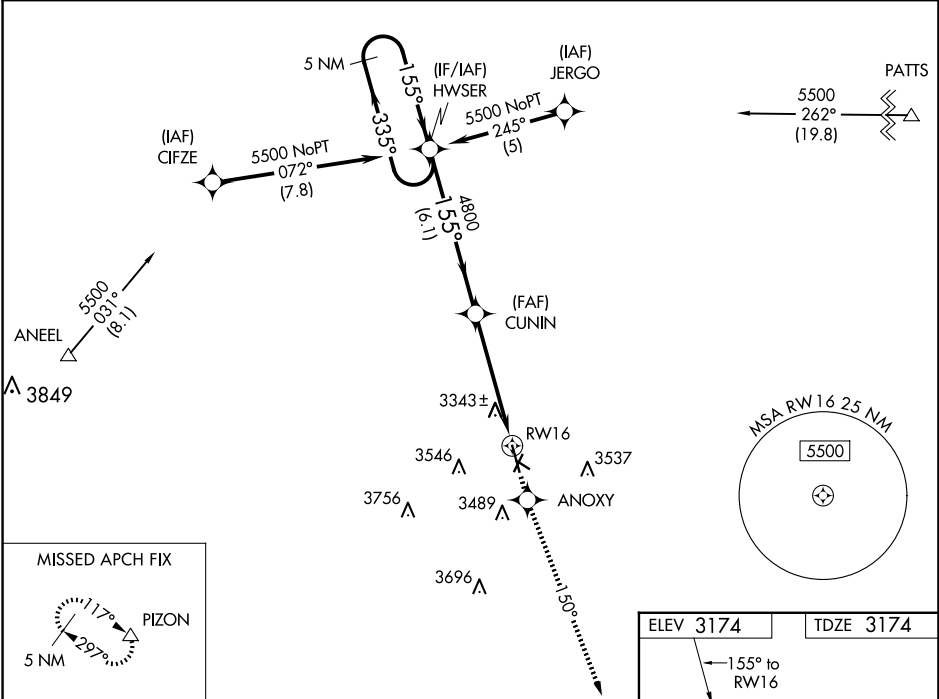 5 NM
155°
335°
(IF/IAF)
HWSER
(IAF)
JERGO
5500 NoPT
245°
(5)
PATTS
5500
262°
(19.8)
(IAF)
CIFZE
5500 NoPT
072°
(7.8)
4800
155°
(6.1)
5500
031°
(8.1)
ANEEL
3849
(FAF)
CUNIN
3343±
RW16
3546
3537
3756
3489
ANOXY
3696
150°
MSA RW16 25 NM
5500
MISSED APCH FIX
117°
297°
PIZON
5 NM
ELEV 3174
TDZE 3174
155° to
RW16